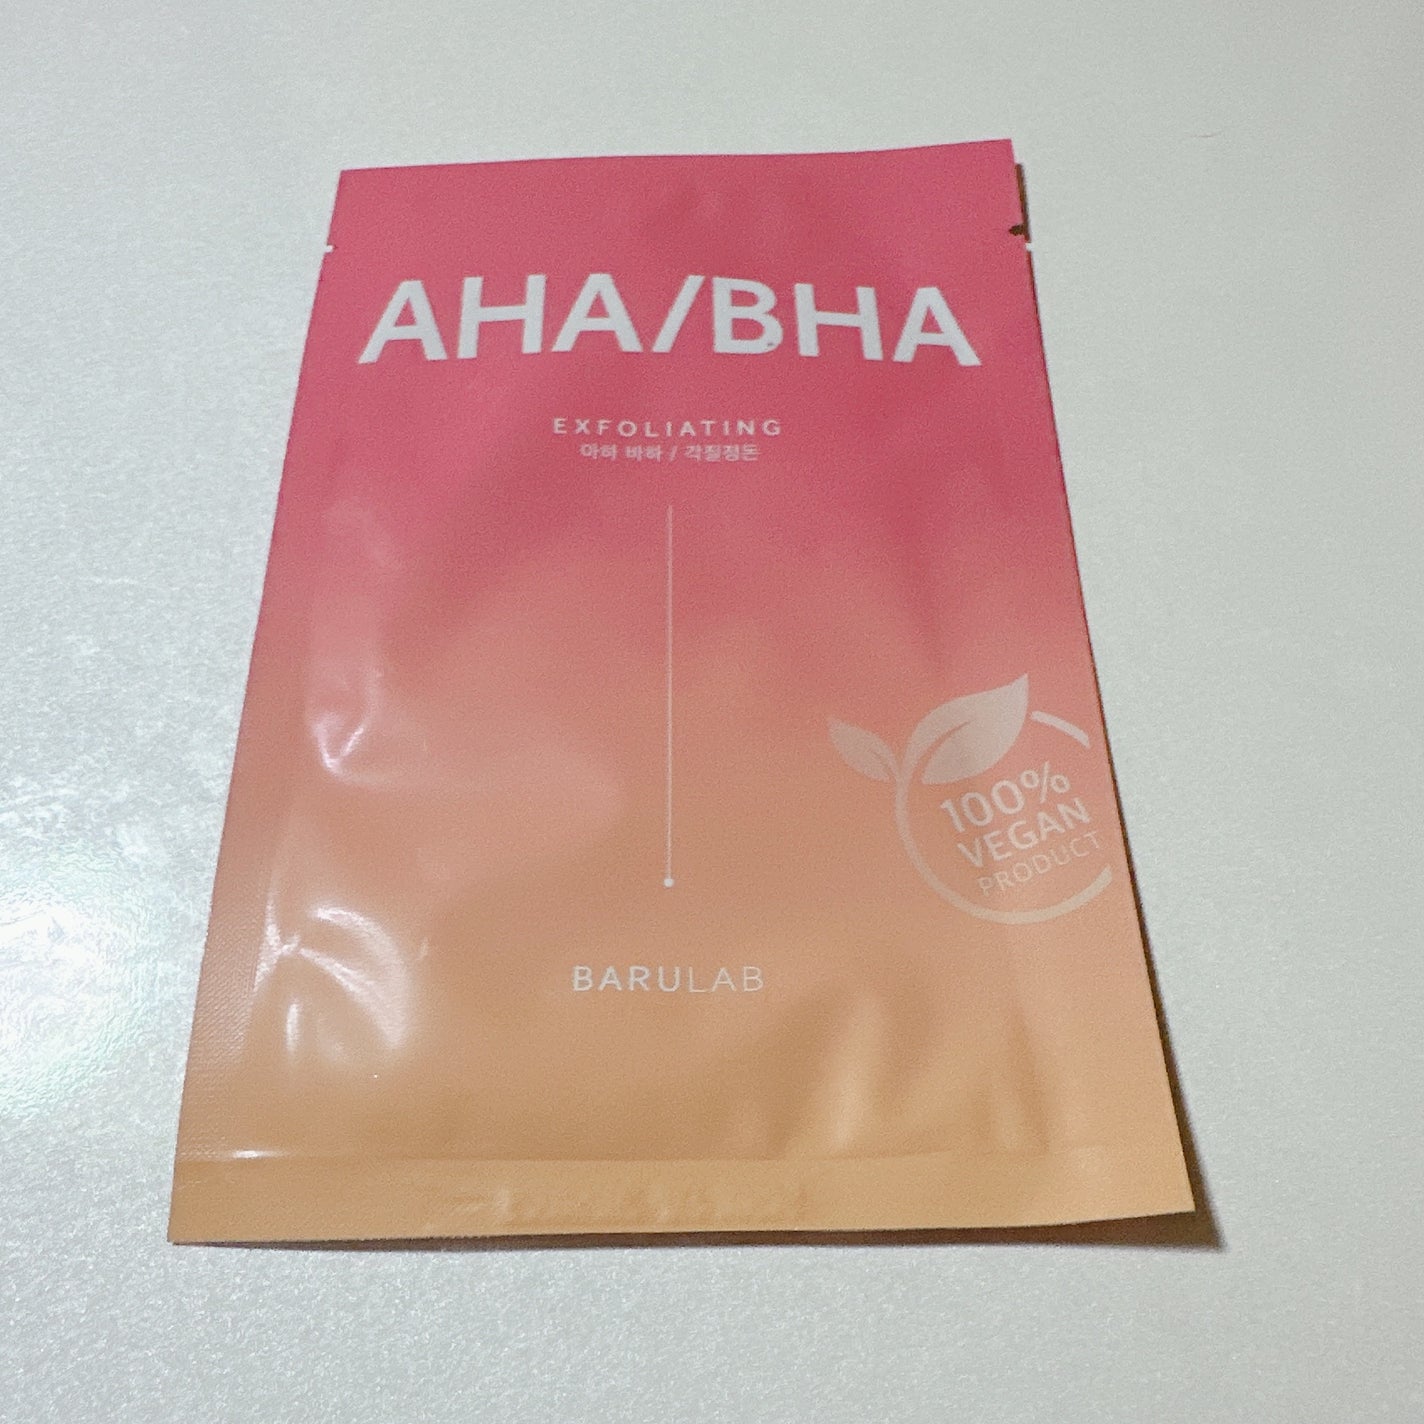 AHA/BHA
EXFOLIATING
아하 바하 / 각질정돈
100%
VEGAN
PRODUCT
BARULAB